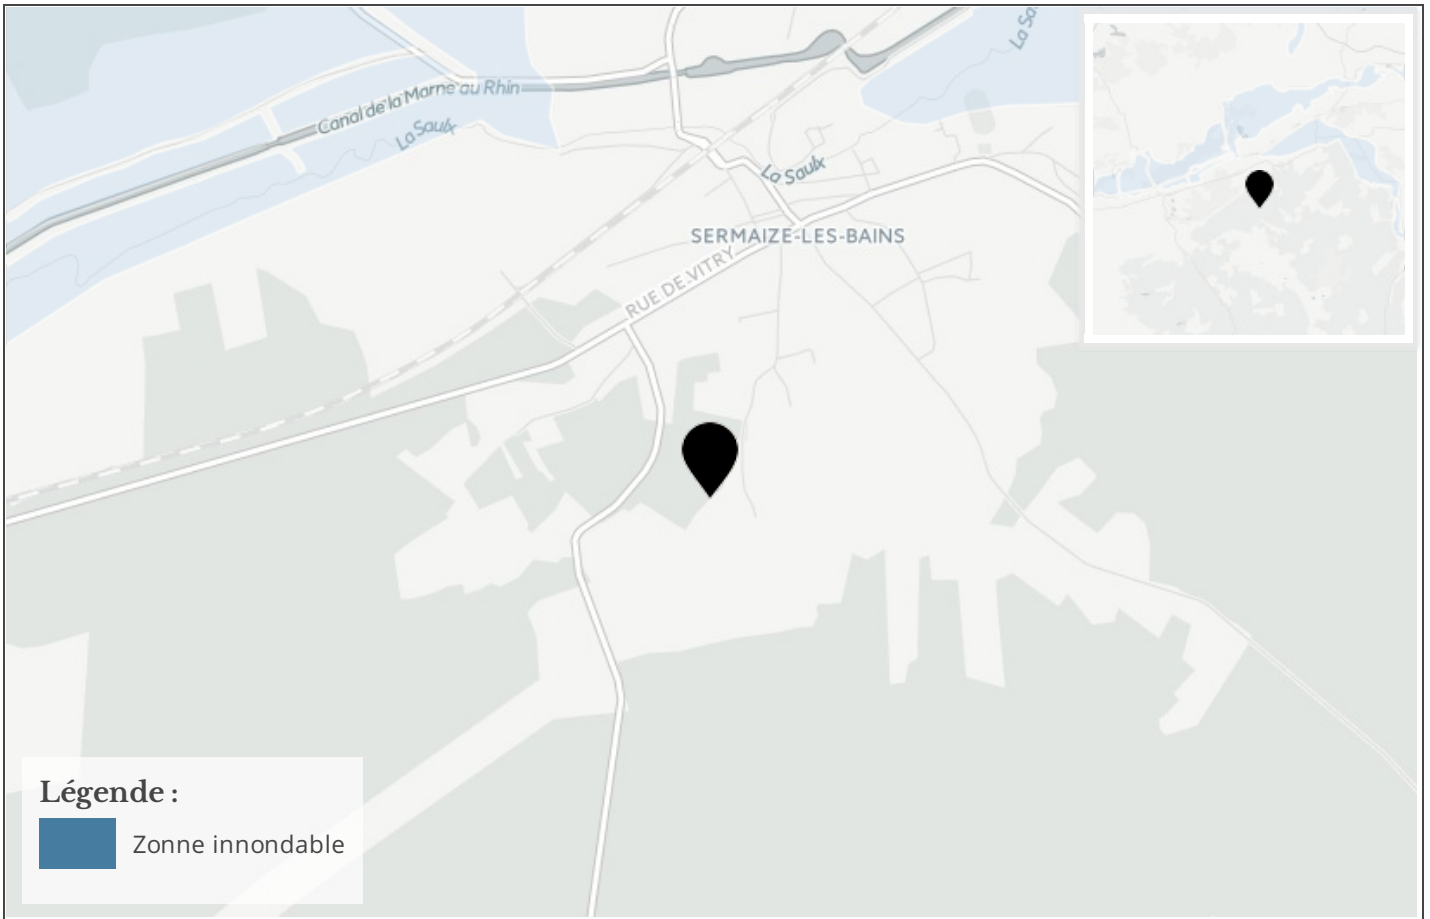 La Sa
Canal de la Marne au Rhin
La Saulx
La Saulx
SERMAIZE-LES-BAINS
RUE DE VITRY
Légende :
Zonne innondable